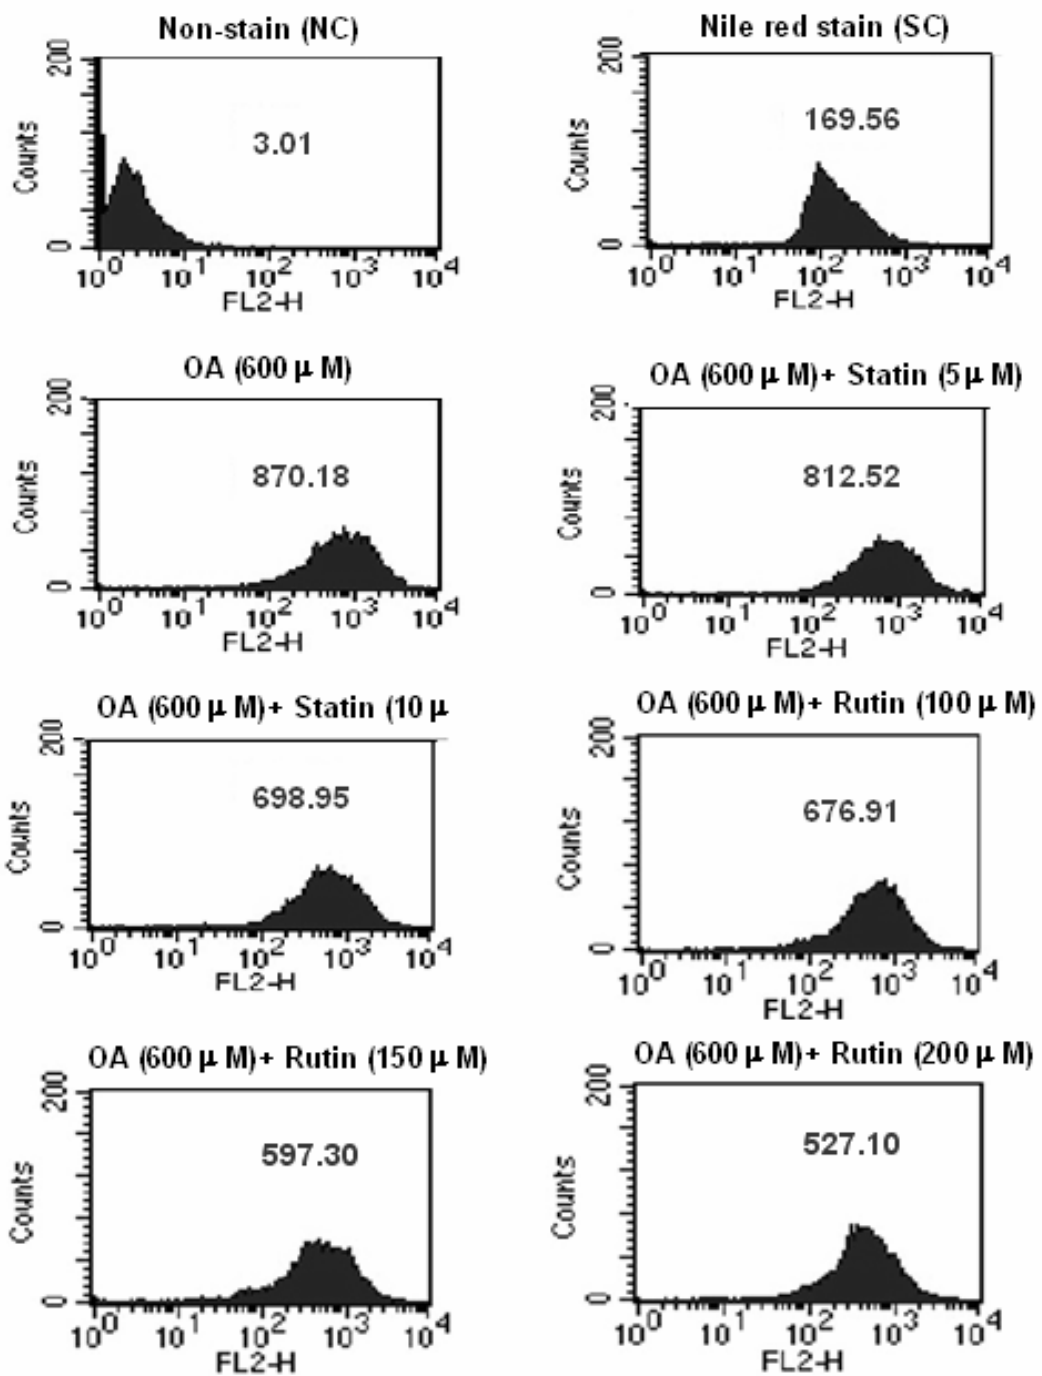 Non-stain (NC)
200
Counts
0
3.01
10^0 10^1 10^2 10^3 10^4
FL2-H
Nile red stain (SC)
200
Counts
0
169.56
10^0 10^1 10^2 10^3 10^4
FL2-H
OA (600 μ M)
200
Counts
0
870.18
10^0 10^1 10^2 10^3 10^4
FL2-H
OA (600 μ M)+ Statin (5 μ M)
200
Counts
0
812.52
10^0 10^1 10^2 10^3 10^4
FL2-H
OA (600 μ M)+ Statin (10 μ
200
Counts
0
698.95
10^0 10^1 10^2 10^3 10^4
FL2-H
OA (600 μ M)+ Rutin (100 μ M)
200
Counts
0
676.91
10^0 10^1 10^2 10^3 10^4
FL2-H
OA (600 μ M)+ Rutin (150 μ M)
200
Counts
0
597.30
10^0 10^1 10^2 10^3 10^4
FL2-H
OA (600 μ M)+ Rutin (200 μ M)
200
Counts
0
527.10
10^0 10^1 10^2 10^3 10^4
FL2-H